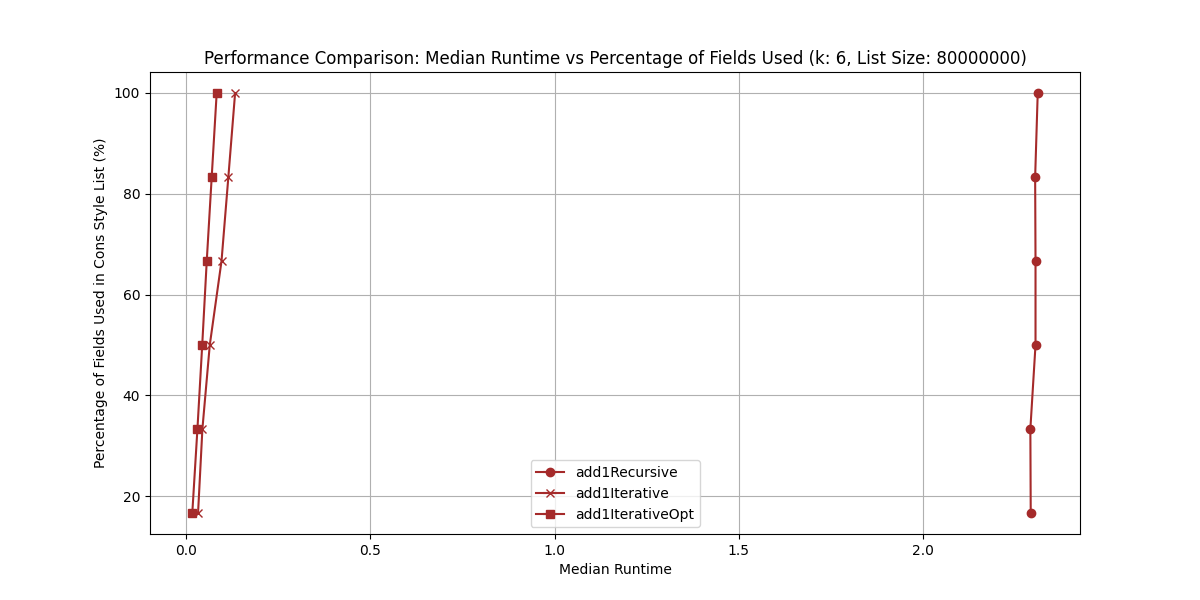 Performance Comparison: Median Runtime vs Percentage of Fields Used (k: 6, List Size: 80000000)
Percentage of Fields Used in Cons Style List (%)
100
80
60
40
20
add1Recursive
add1Iterative
add1IterativeOpt
0.0 0.5 1.0 1.5 2.0
Median Runtime